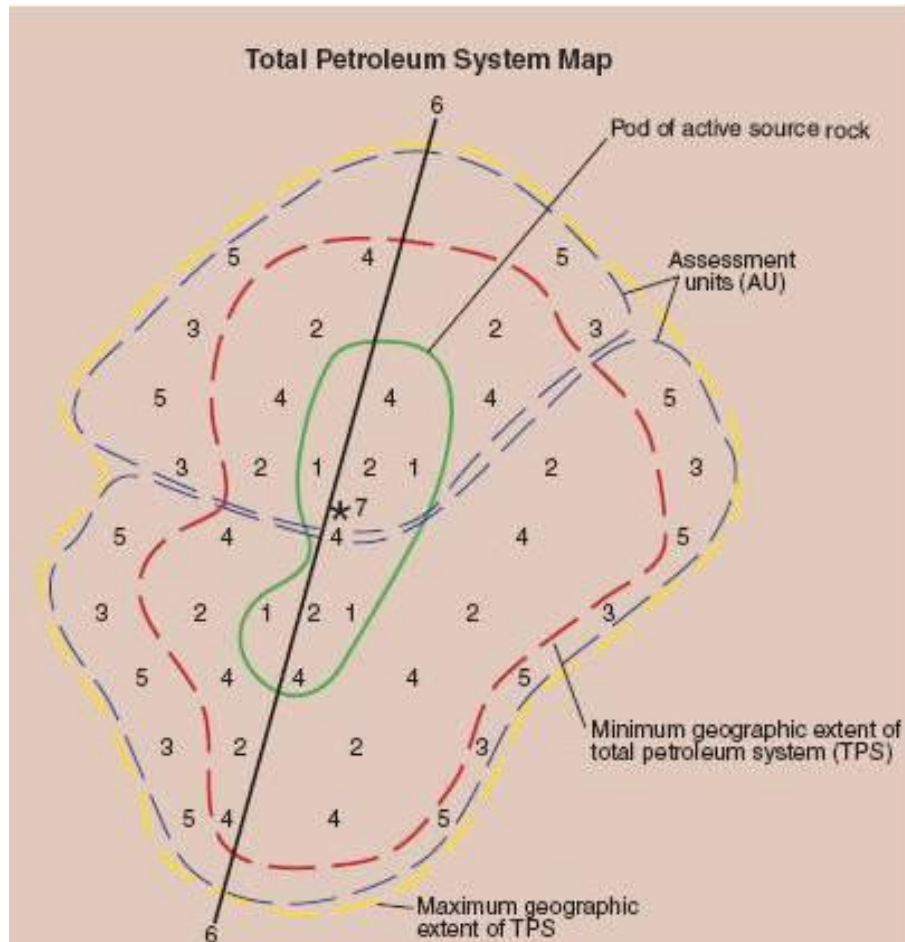 Total Petroleum System Map
6
Pod of active source rock
5 4 5
Assessment
units (AU)
3 2 2 3
5 4 4 4 5
3 2 1 2 1 2 3
*7
5 4 4 4 5
3 2 1 2 1 2 3
5 4 4 4 5
Minimum geographic extent of
total petroleum system (TPS)
3 2 2 3
5 4 4 5
Maximum geographic
extent of TPS
6